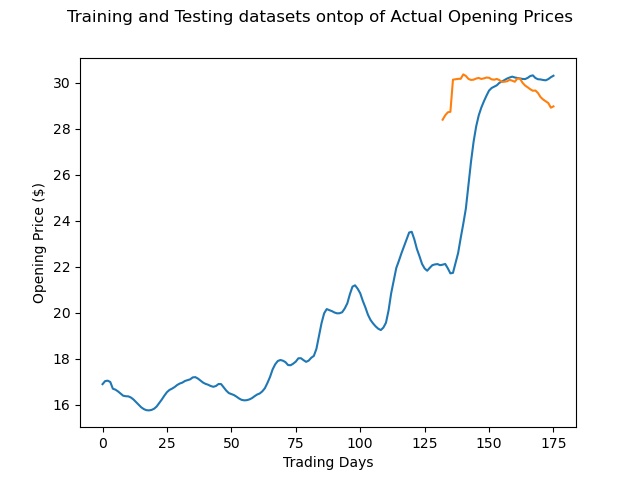 Training and Testing datasets ontop of Actual Opening Prices
30
28
26
24
22
20
18
16
Opening Price ($)
0 25 50 75 100 125 150 175
Trading Days